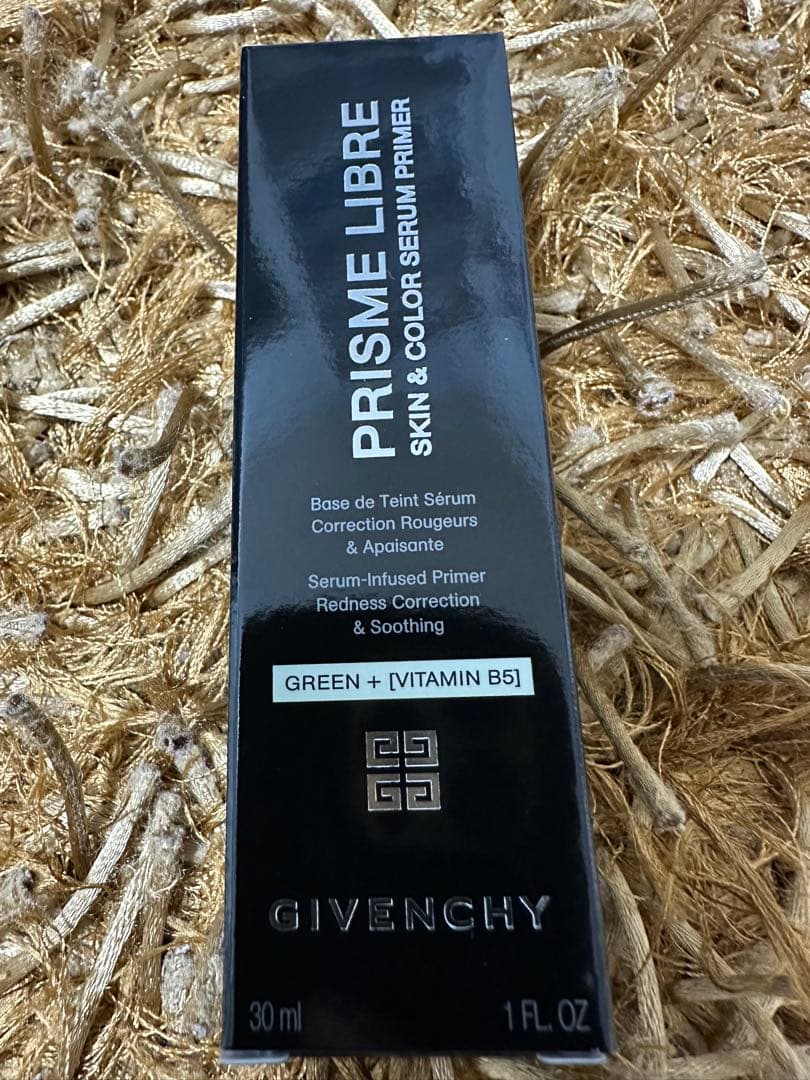 PRISME LIBRE
SKIN & COLOR SERUM PRIMER
Base de Teint Sérum
Correction Rougeurs
& Apaisante
Serum-Infused Primer
Redness Correction
& Soothing
GREEN + [VITAMIN B5]
GIVENCHY
30 ml
1 FL. OZ